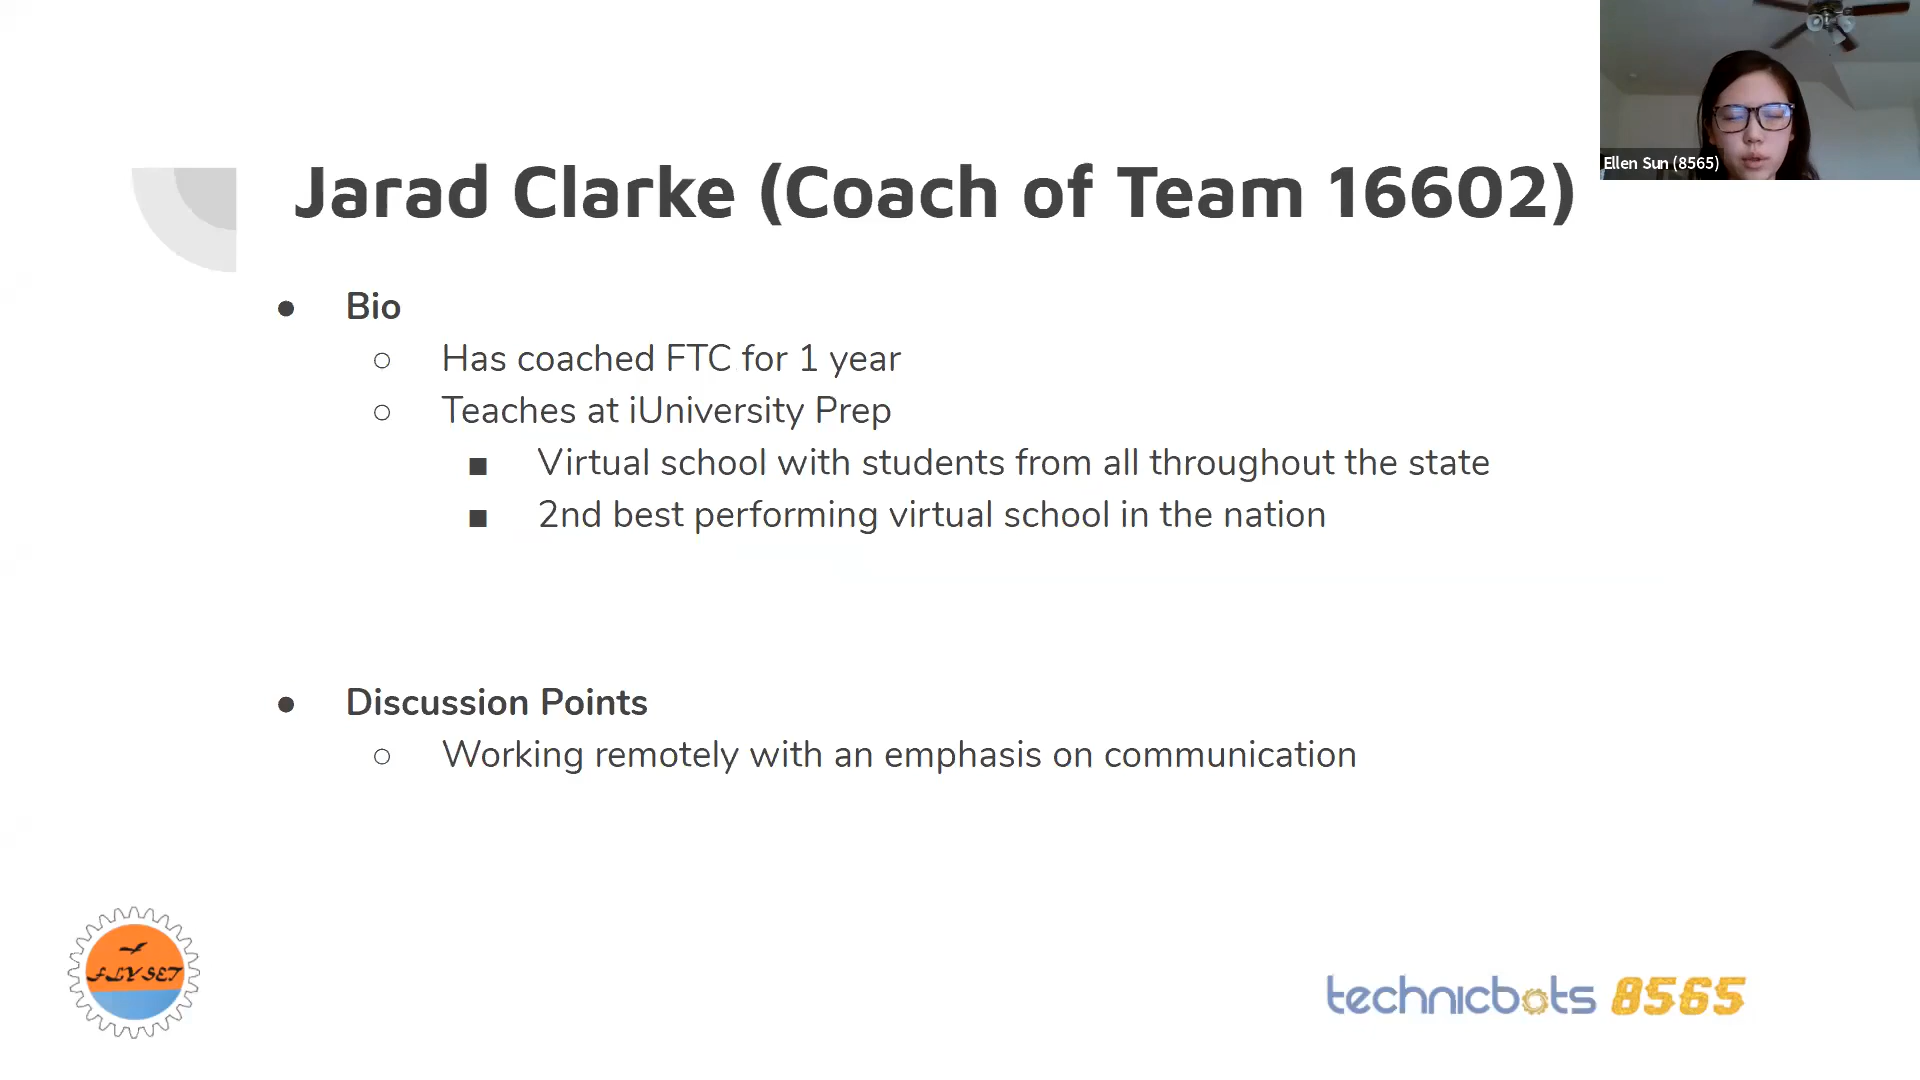 Ellen Sun (8565)
Jarad Clarke (Coach of Team 16602)
Bio
Has coached FTC for 1 year
Teaches at iUniversity Prep
Virtual school with students from all throughout the state
2nd best performing virtual school in the nation
Discussion Points
Working remotely with an emphasis on communication
FLYSET
technicbots 8565